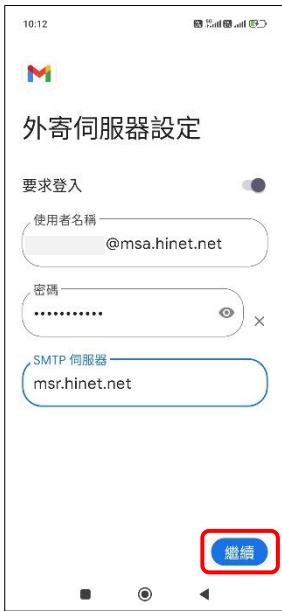 10:12
外寄伺服器設定
要求登入
使用者名稱
@msa.hinet.net
密碼
•••••••••••
SMTP 伺服器
msr.hinet.net
繼續